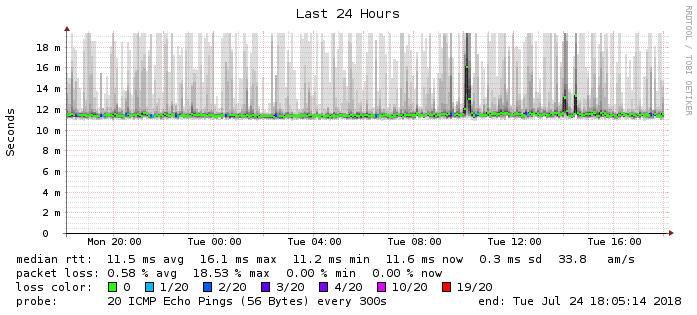 Last 24 Hours
RRDTOOL / TOBI OETIKER
Seconds
18 m
16 m
14 m
12 m
10 m
8 m
6 m
4 m
2 m
0
Mon 20:00 Tue 00:00 Tue 04:00 Tue 08:00 Tue 12:00 Tue 16:00
median rtt: 11.5 ms avg 16.1 ms max 11.2 ms min 11.6 ms now 0.3 ms sd 33.8 am/s
packet loss: 0.58 % avg 18.53 % max 0.00 % min 0.00 % now
loss color: 0 1/20 2/20 3/20 4/20 10/20 19/20
probe: 20 ICMP Echo Pings (56 Bytes) every 300s end: Tue Jul 24 18:05:14 2018